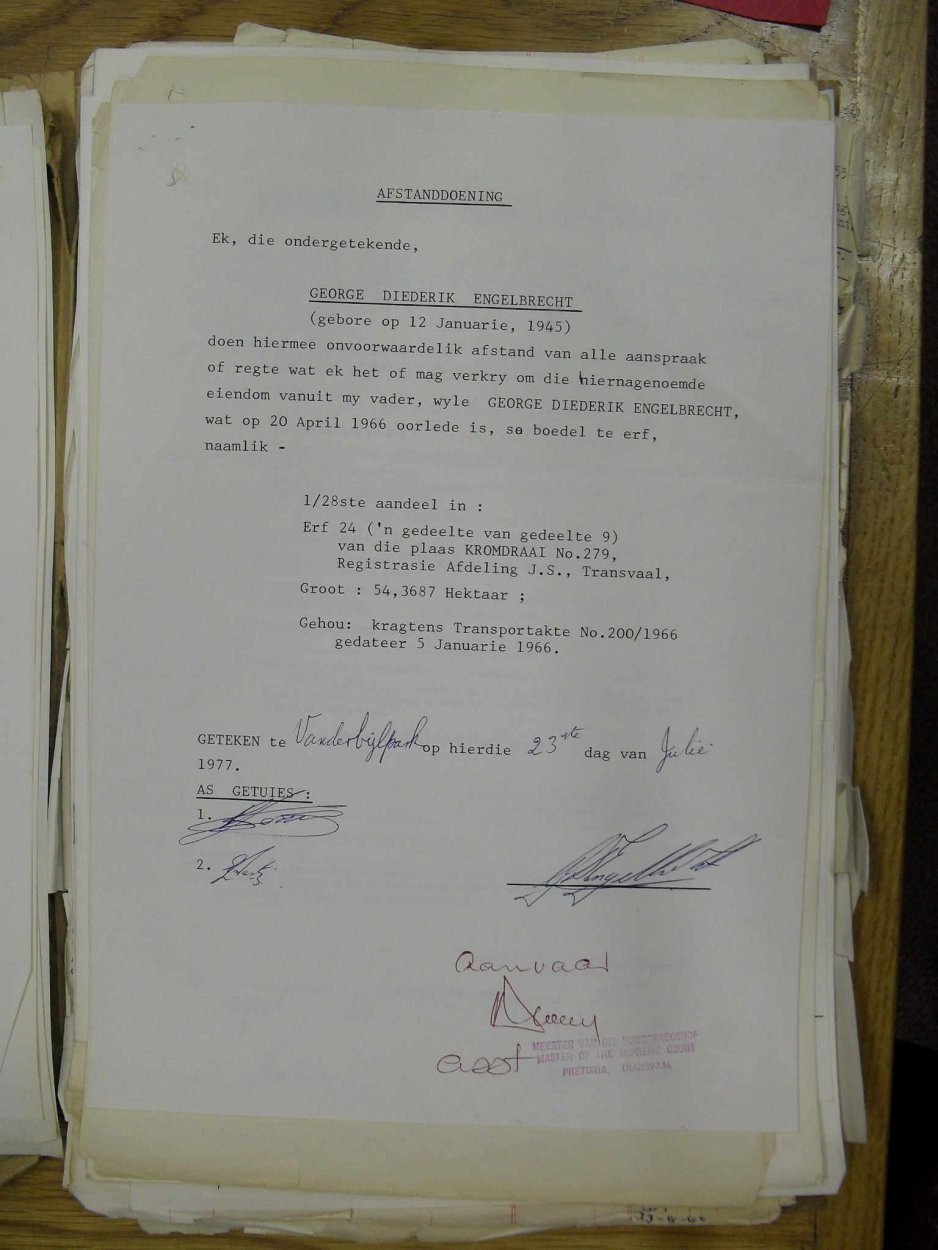 AFSTANDDOENING
Ek, die ondergetekende,
GEORGE DIEDERIK ENGELBRECHT
(gebore op 12 Januarie, 1945)
doen hiermee onvoorwaardelik afstand van alle aanspraak
of regte wat ek het of mag verkry om die hiernagenoemde
eiendom vanuit my vader, wyle GEORGE DIEDERIK ENGELBRECHT,
wat op 20 April 1966 oorlede is, se boedel te erf,
naamlik -
1/28ste aandeel in :
Erf 24 ('n gedeelte van gedeelte 9)
van die plaas KROMDRAAI No.279,
Registrasie Afdeling J.S., Transvaal,
Groot : 54,3687 Hektaar ;
Gehou: kragtens Transportakte No.200/1966
gedateer 5 Januarie 1966.
GETEKEN te Vanderbijlpark op hierdie 23ste dag van Julie
1977.
AS GETUIES :
1.
2.
Aanvaar
MEESTER VAN DIE HOOGGEREGSHOF
MASTER OF THE SUPREME COURT
PRETORIA, TRANSVAAL